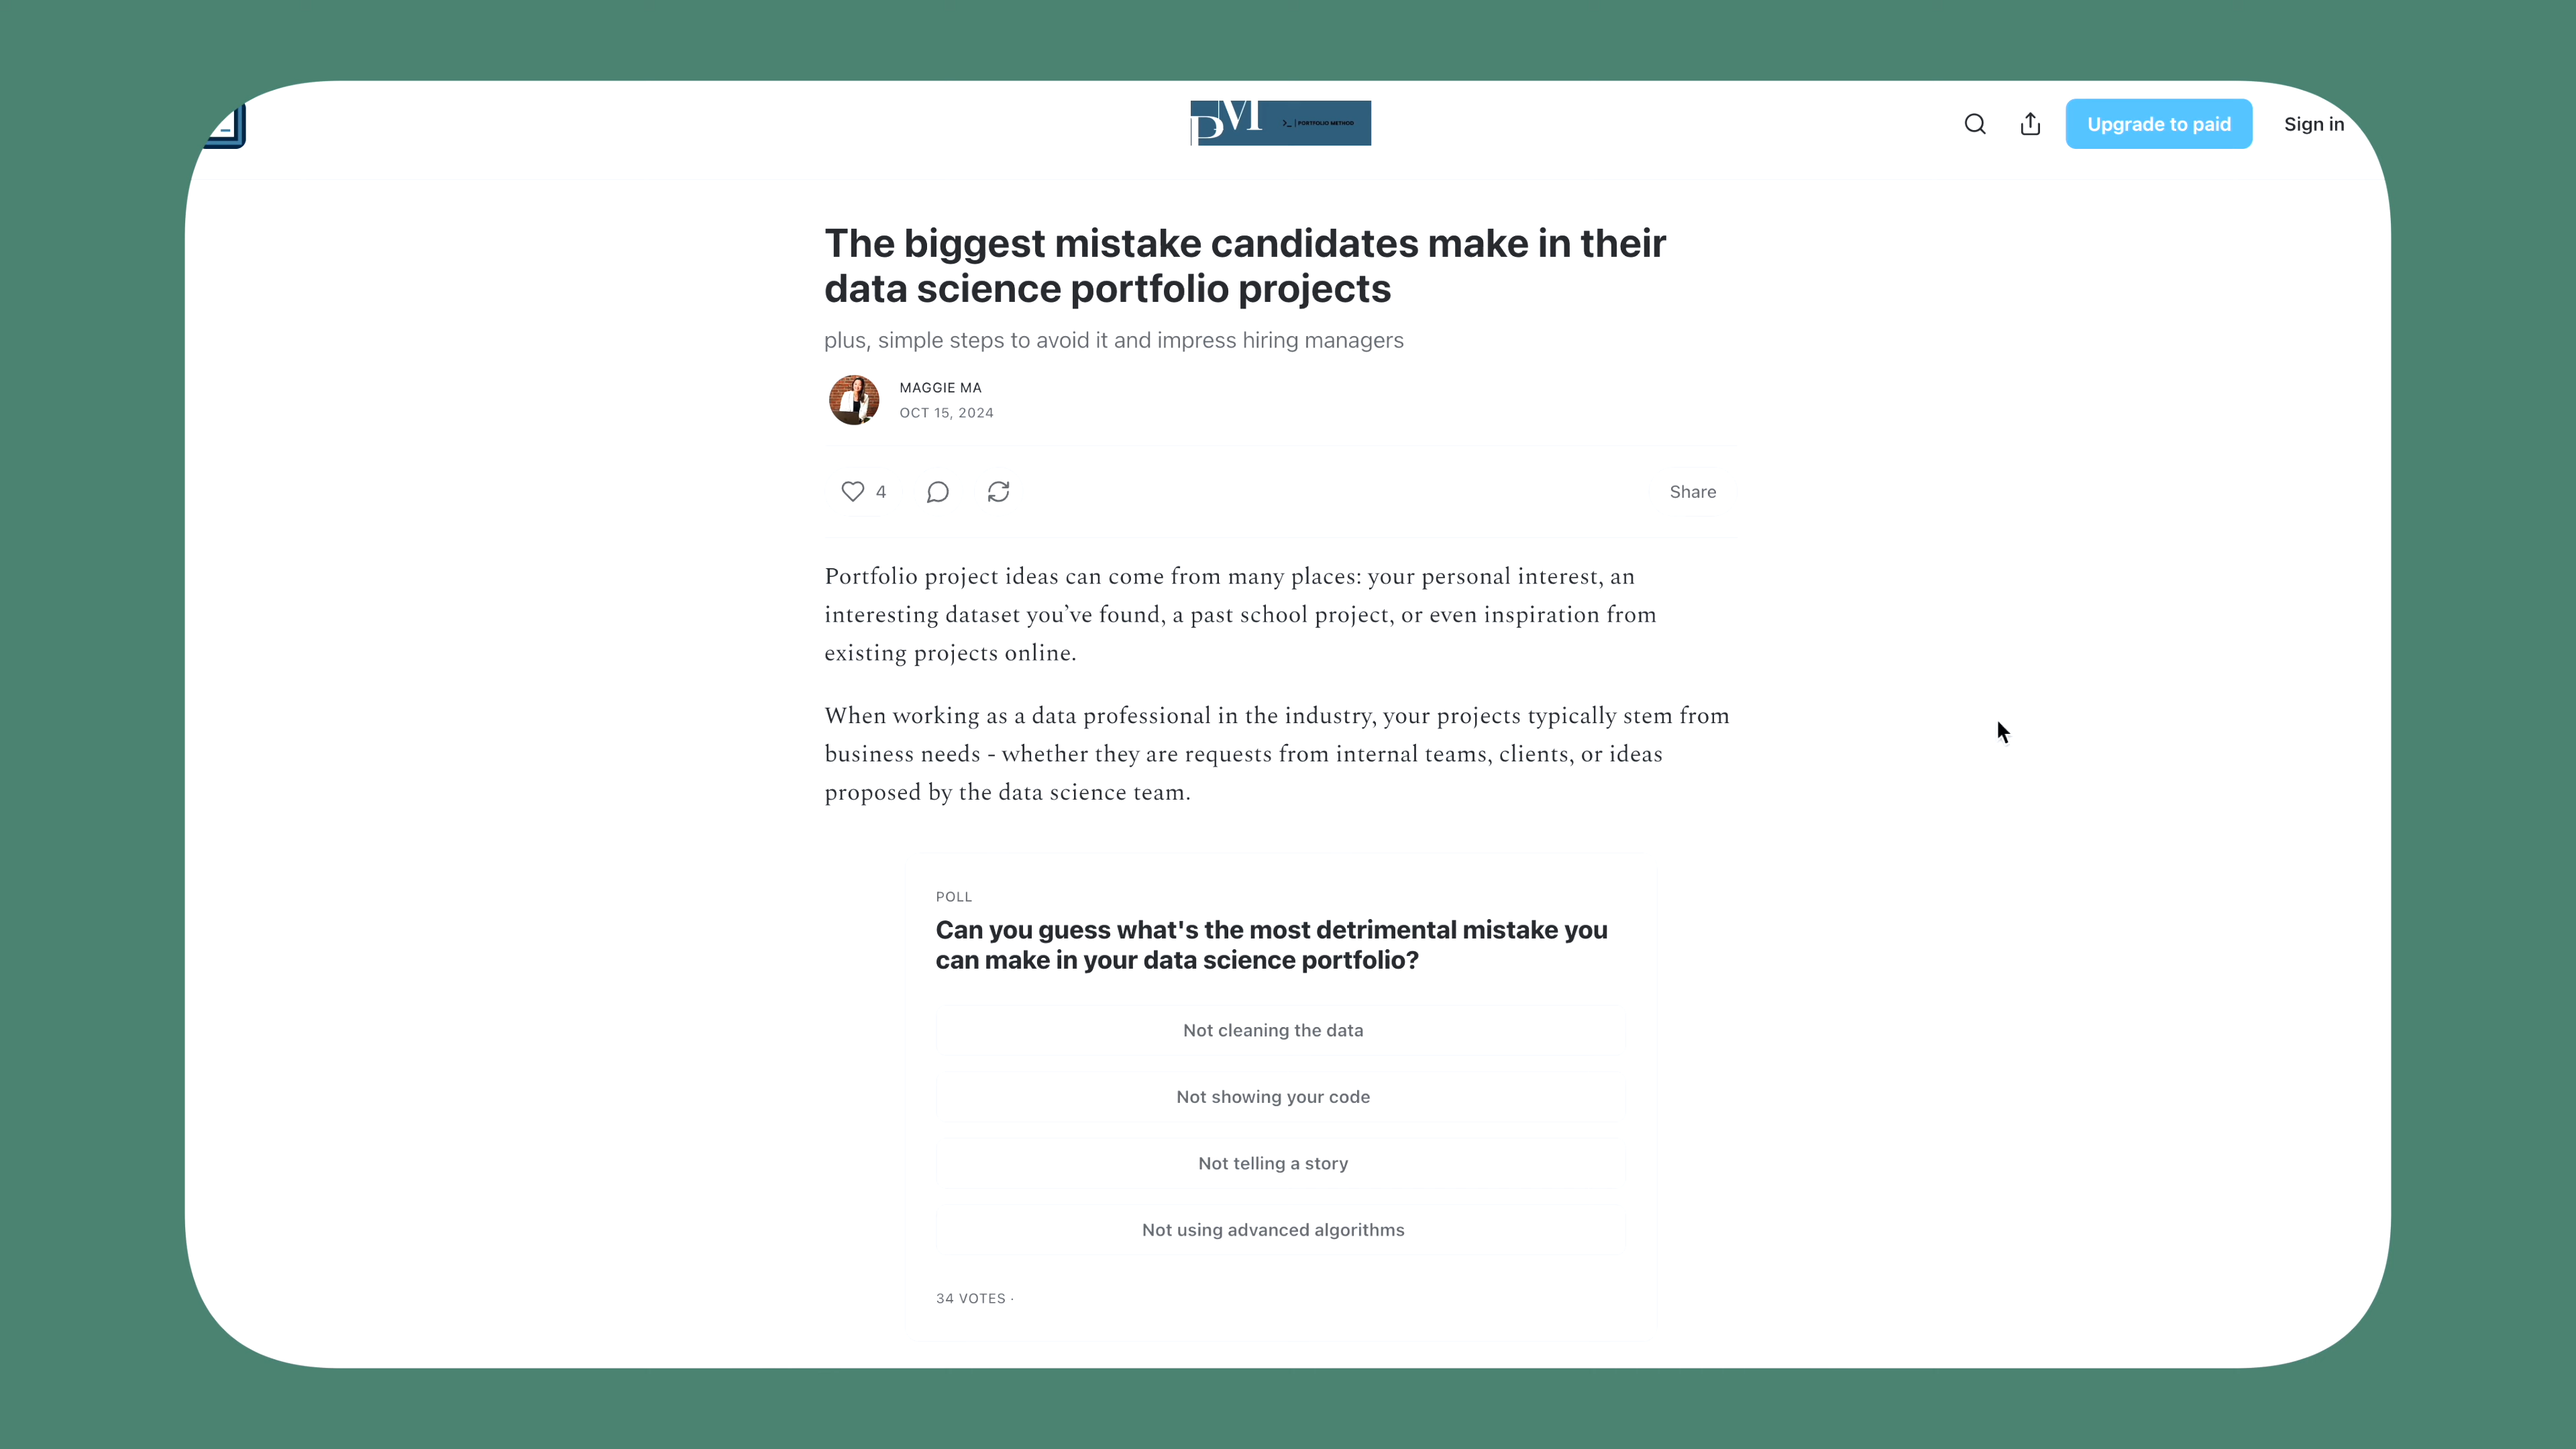 PM >_ | PORTFOLIO METHOD
Upgrade to paid
Sign in
The biggest mistake candidates make in their
data science portfolio projects
plus, simple steps to avoid it and impress hiring managers
MAGGIE MA
OCT 15, 2024
4
Share
Portfolio project ideas can come from many places: your personal interest, an
interesting dataset you’ve found, a past school project, or even inspiration from
existing projects online.
When working as a data professional in the industry, your projects typically stem from
business needs - whether they are requests from internal teams, clients, or ideas
proposed by the data science team.
POLL
Can you guess what's the most detrimental mistake you
can make in your data science portfolio?
Not cleaning the data
Not showing your code
Not telling a story
Not using advanced algorithms
34 VOTES ·